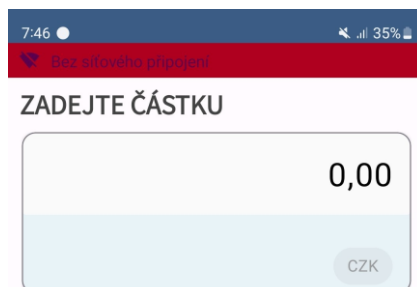 7:46 35%
Bez síťového připojení
ZADEJTE ČÁSTKU
0,00
CZK